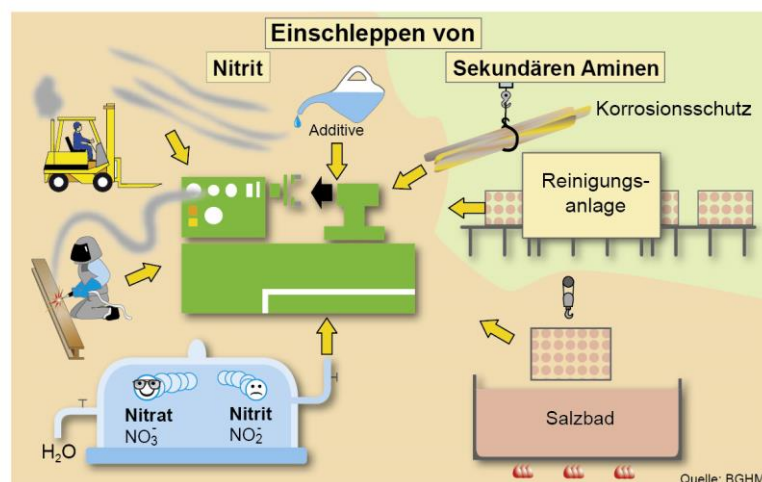 Einschleppen von
Nitrit
Sekundären Aminen
Additive
Korrosionsschutz
Reinigungs-
anlage
Nitrat
NO₃⁻
Nitrit
NO₂⁻
H₂O
Salzbad
Quelle: BGHM